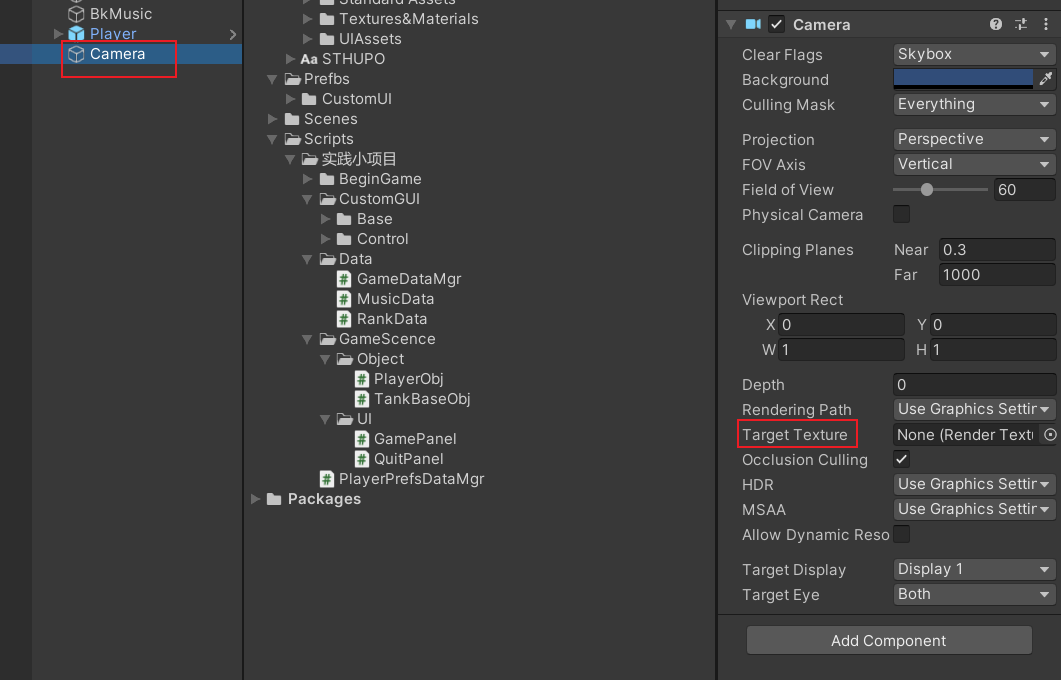 BkMusic
Player
Camera
Textures&Materials
UIAssets
Aa STHUPO
Prefbs
CustomUI
Scenes
Scripts
实践小项目
BeginGame
CustomGUI
Base
Control
Data
# GameDataMgr
# MusicData
# RankData
GameScence
Object
# PlayerObj
# TankBaseObj
UI
# GamePanel
# QuitPanel
# PlayerPrefsDataMgr
Packages
Camera
Clear Flags Skybox
Background
Culling Mask Everything
Projection Perspective
FOV Axis Vertical
Field of View 60
Physical Camera
Clipping Planes Near 0.3
Far 1000
Viewport Rect
X 0 Y 0
W 1 H 1
Depth 0
Rendering Path Use Graphics Settin
Target Texture None (Render Textu
Occlusion Culling
HDR Use Graphics Settin
MSAA Use Graphics Settin
Allow Dynamic Reso
Target Display Display 1
Target Eye Both
Add Component